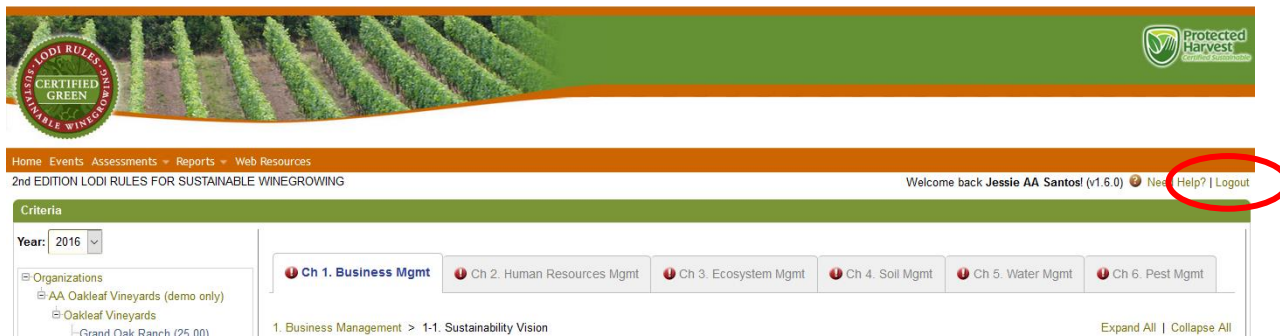 LODI RULES
CERTIFIED
GREEN
SUSTAINABLE WINEGROWING
Protected
Harvest
Certified Sustainable
Home Events Assessments Reports Web Resources
2nd EDITION LODI RULES FOR SUSTAINABLE WINEGROWING
Welcome back Jessie AA Santos! (v1.6.0) Need Help? | Logout
Criteria
Year: 2016
Organizations
AA Oakleaf Vineyards (demo only)
Oakleaf Vineyards
Grand Oak Ranch (25.00)
Ch 1. Business Mgmt
Ch 2. Human Resources Mgmt
Ch 3. Ecosystem Mgmt
Ch 4. Soil Mgmt
Ch 5. Water Mgmt
Ch 6. Pest Mgmt
1. Business Management > 1-1. Sustainability Vision
Expand All | Collapse All